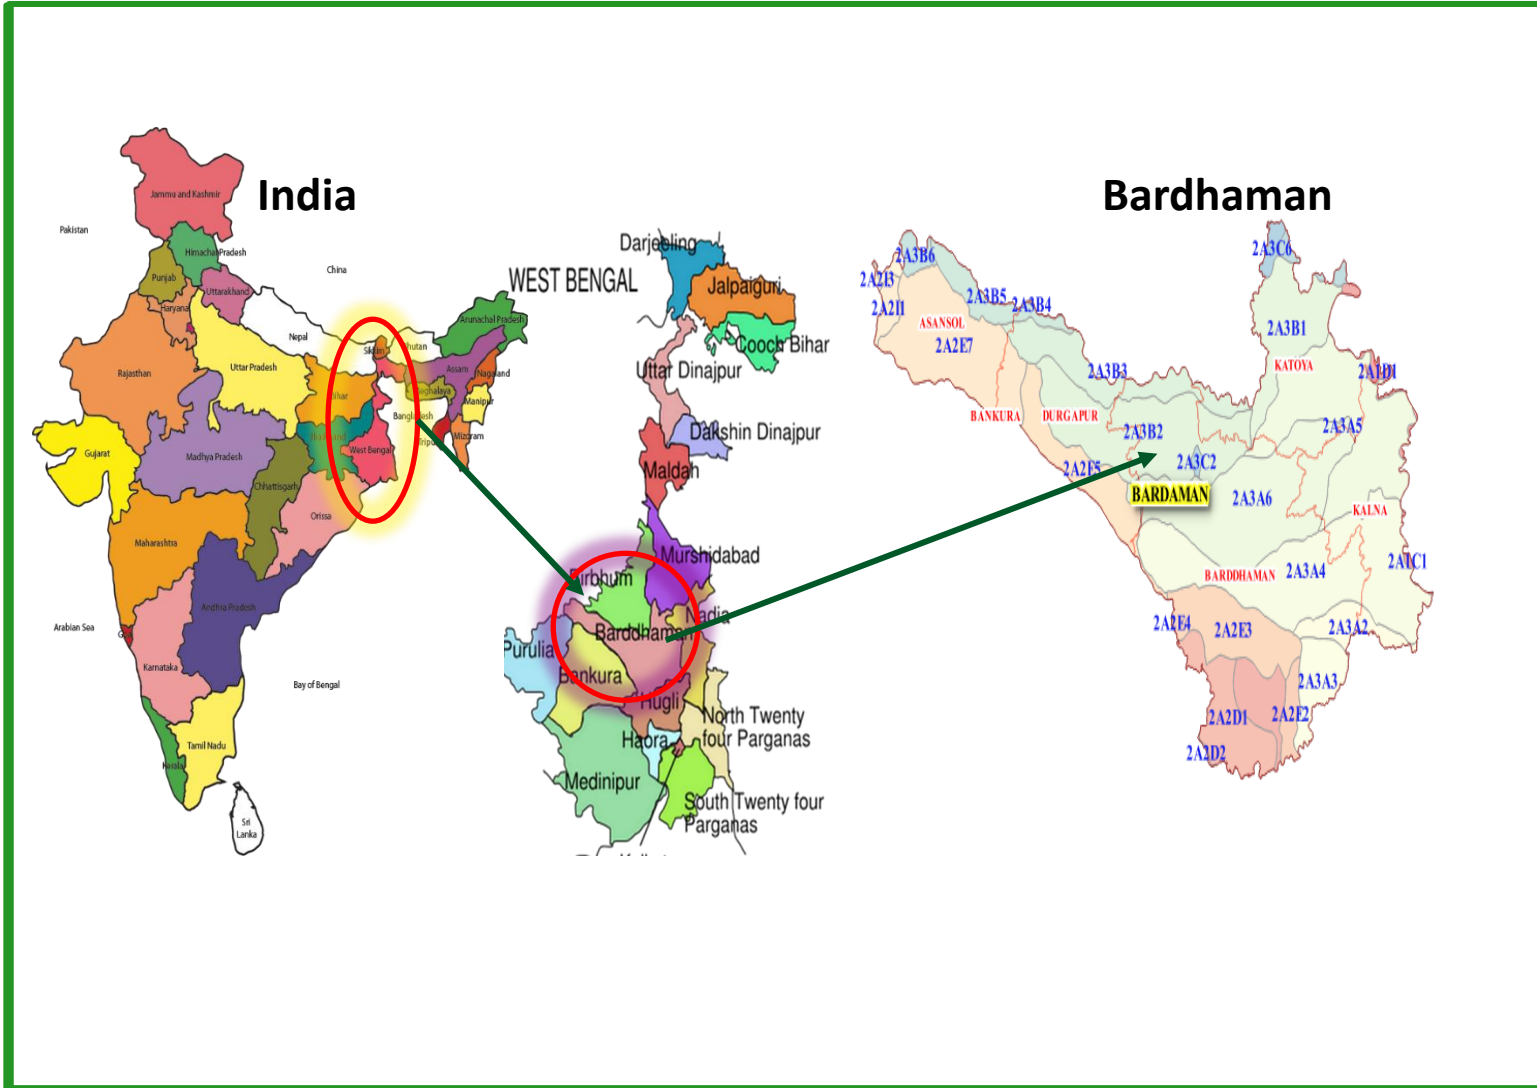 India
Jammu and Kashmir
Pakistan
Himachal Pradesh
China
Punjab
Uttarakhand
Haryana
Nepal
Arunachal Pradesh
Rajasthan
Uttar Pradesh
Assam
Nagaland
Manipur
Bangladesh
Mizoram
Gujarat
Madhya Pradesh
West Bengal
Chhattisgarh
Orissa
Maharashtra
Andhra Pradesh
Arabian Sea
Karnataka
Bay of Bengal
Tamil Nadu
Kerala
Sri
Lanka
WEST BENGAL
Darjeeling
Jalpaiguri
Cooch Bihar
Uttar Dinajpur
Dakshin Dinajpur
Maldah
Murshidabad
Birbhum
Nadia
Barddhaman
Purulia
Bankura
Hugli
North Twenty
four Parganas
Haora
Medinipur
South Twenty four
Parganas
Bardhaman
2A3B6
2A3C6
2A2I3
2A2I1
2A3B5
2A3B4
ASANSOL
2A2E7
2A3B1
2A3B3
KATOYA
2A1D1
BANKURA
DURGAPUR
2A3B2
2A3A5
2A2E5
2A3C2
BARDAMAN
2A3A6
KALNA
2A1C1
BARDDHAMAN
2A3A4
2A2E4
2A2E3
2A3A2
2A3A3
2A2D1
2A2E2
2A2D2